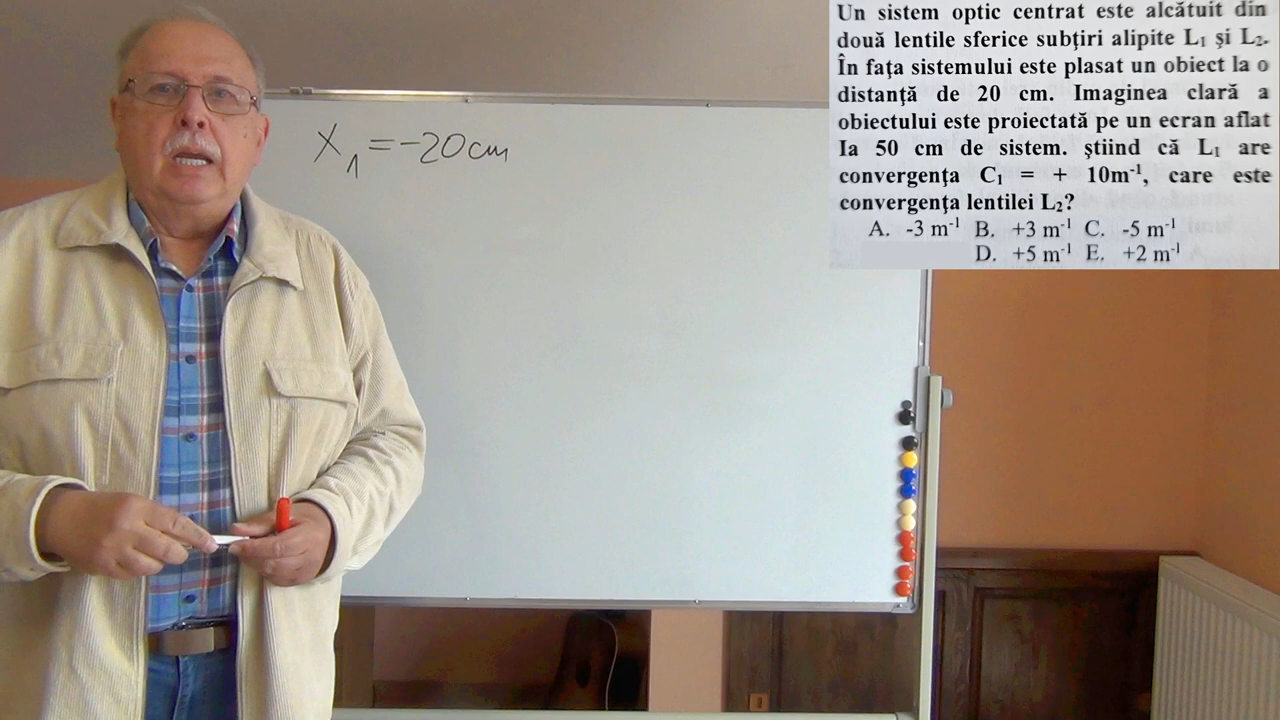 Un sistem optic centrat este alcătuit din
două lentile sferice subțiri alipite L₁ și L₂.
În fața sistemului este plasat un obiect la o
distanță de 20 cm. Imaginea clară a
obiectului este proiectată pe un ecran aflat
la 50 cm de sistem. știind că L₁ are
convergența C₁ = + 10m⁻¹, care este
convergența lentilei L₂?
A. -3 m⁻¹ B. +3 m⁻¹ C. -5 m⁻¹
D. +5 m⁻¹ E. +2 m⁻¹
X₁ = -20cm